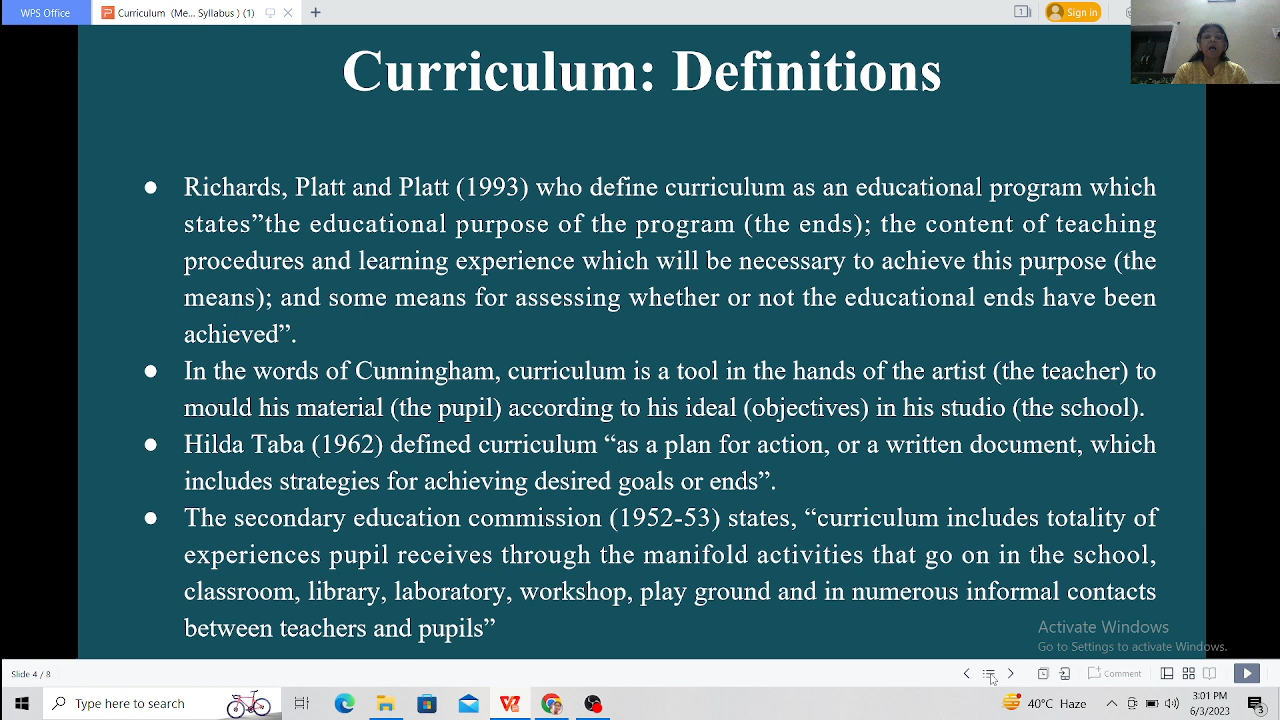 WPS Office
Curriculum (Me...Syllabus) (1)
1
Sign in
Curriculum: Definitions
● Richards, Platt and Platt (1993) who define curriculum as an educational program which
states”the educational purpose of the program (the ends); the content of teaching
procedures and learning experience which will be necessary to achieve this purpose (the
means); and some means for assessing whether or not the educational ends have been
achieved”.
● In the words of Cunningham, curriculum is a tool in the hands of the artist (the teacher) to
mould his material (the pupil) according to his ideal (objectives) in his studio (the school).
● Hilda Taba (1962) defined curriculum “as a plan for action, or a written document, which
includes strategies for achieving desired goals or ends”.
● The secondary education commission (1952-53) states, “curriculum includes totality of
experiences pupil receives through the manifold activities that go on in the school,
classroom, library, laboratory, workshop, play ground and in numerous informal contacts
between teachers and pupils”
Activate Windows
Go to Settings to activate Windows.
Slide 4 / 8
Comment
Type here to search
40°C Haze
3:01 PM
6/3/2023
3